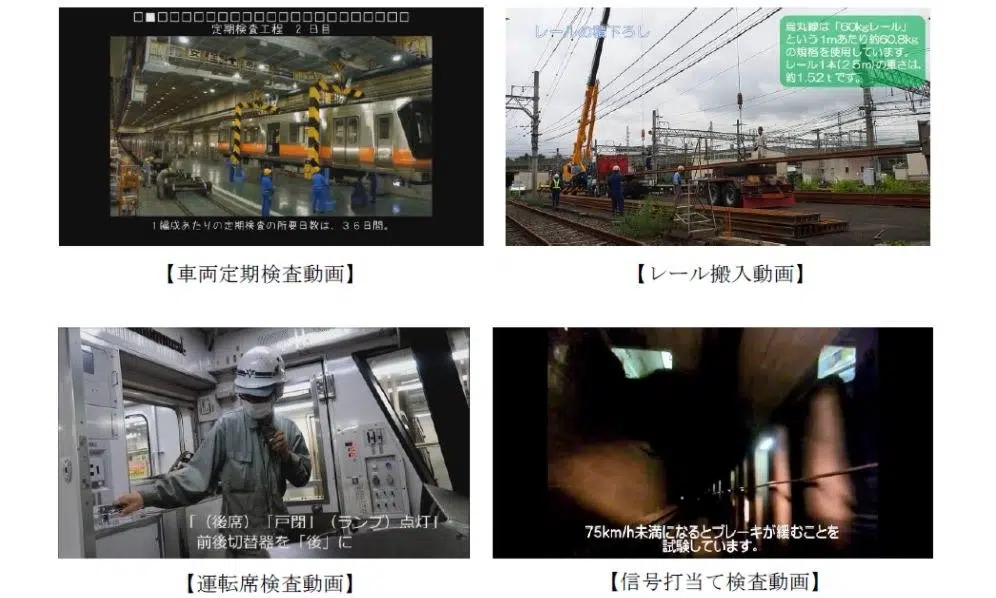 定期検査工程 2日目
1編成あたりの定期検査の所要日数は、36日間。
【車両定期検査動画】
レールの積下ろし
烏丸線は「60kgレール」
という1mあたり約60.8kg
の規格を使用しています。
レール1本(25m)の重さは、
約1.52tです。
【レール搬入動画】
「(後席)「戸閉」(ランプ)点灯」
前後切替器を「後」に
【運転席検査動画】
75km/h未満になるとブレーキが緩むことを
試験しています。
【信号打当て検査動画】